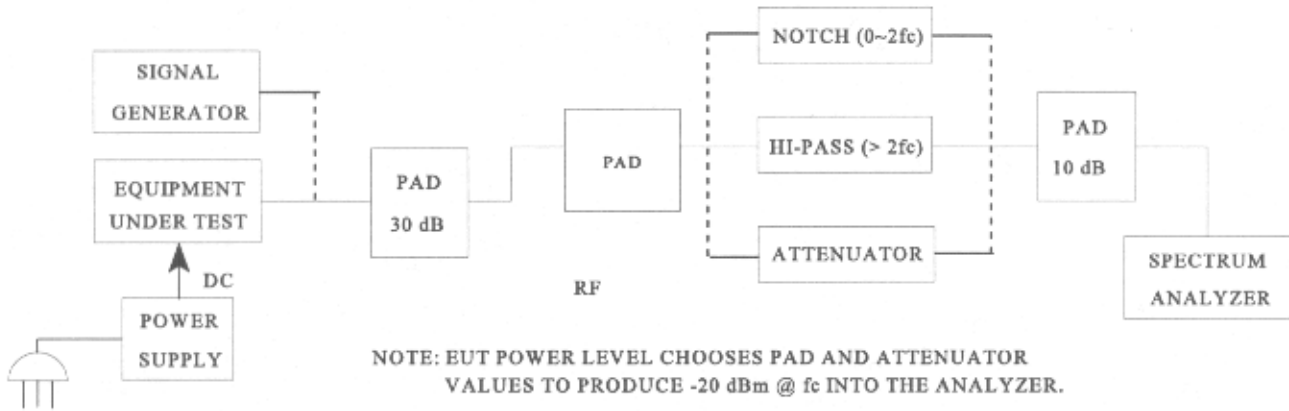 SIGNAL
GENERATOR
EQUIPMENT
UNDER TEST
DC
POWER
SUPPLY
PAD
30 dB
PAD
RF
NOTCH (0~2fc)
HI-PASS (> 2fc)
ATTENUATOR
PAD
10 dB
SPECTRUM
ANALYZER
NOTE: EUT POWER LEVEL CHOOSES PAD AND ATTENUATOR
VALUES TO PRODUCE -20 dBm @ fc INTO THE ANALYZER.